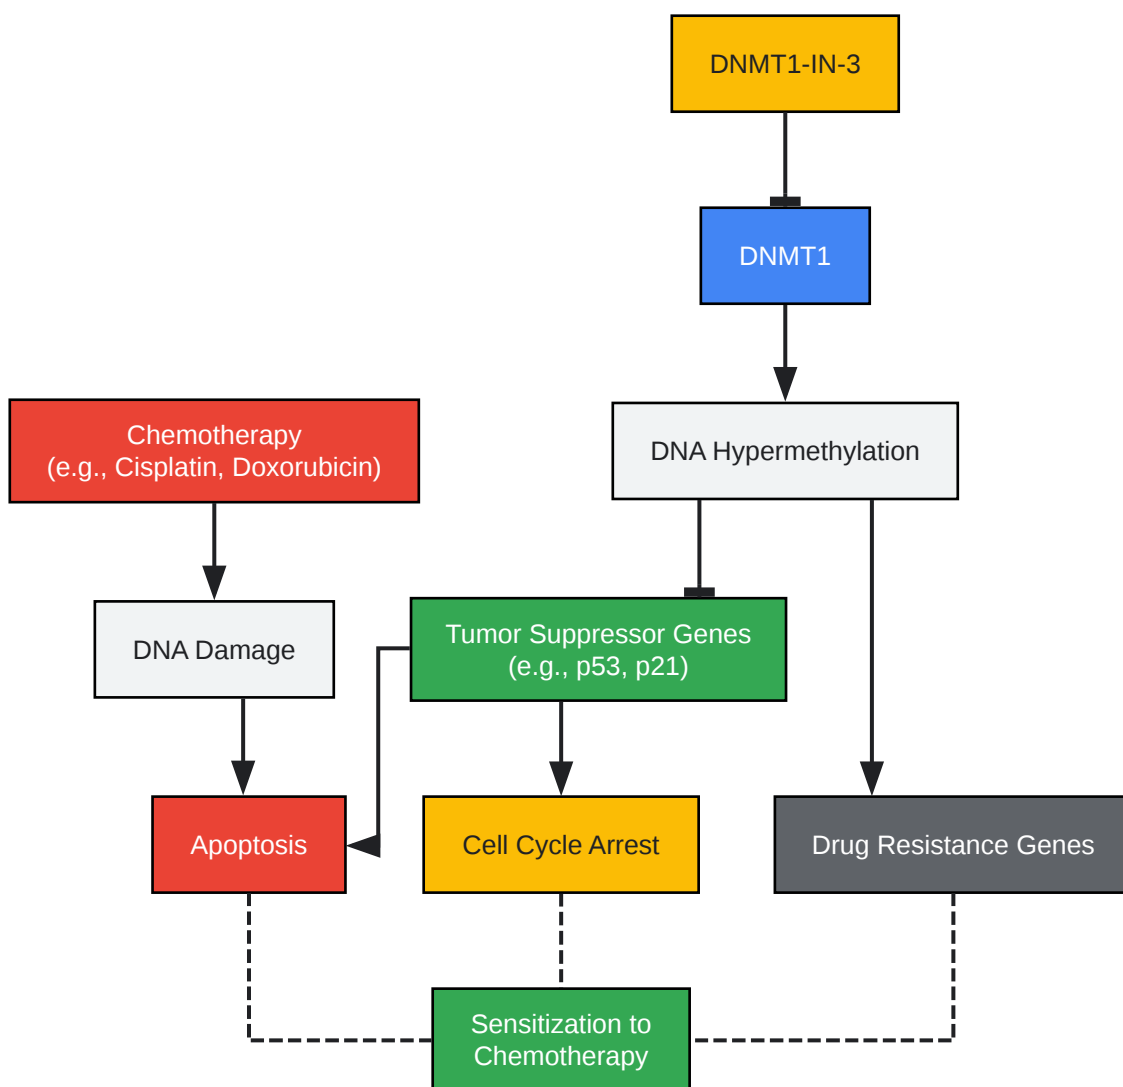 DNMT1-IN-3
DNMT1
DNA Hypermethylation
Chemotherapy
(e.g., Cisplatin, Doxorubicin)
DNA Damage
Tumor Suppressor Genes
(e.g., p53, p21)
Apoptosis
Cell Cycle Arrest
Drug Resistance Genes
Sensitization to
Chemotherapy